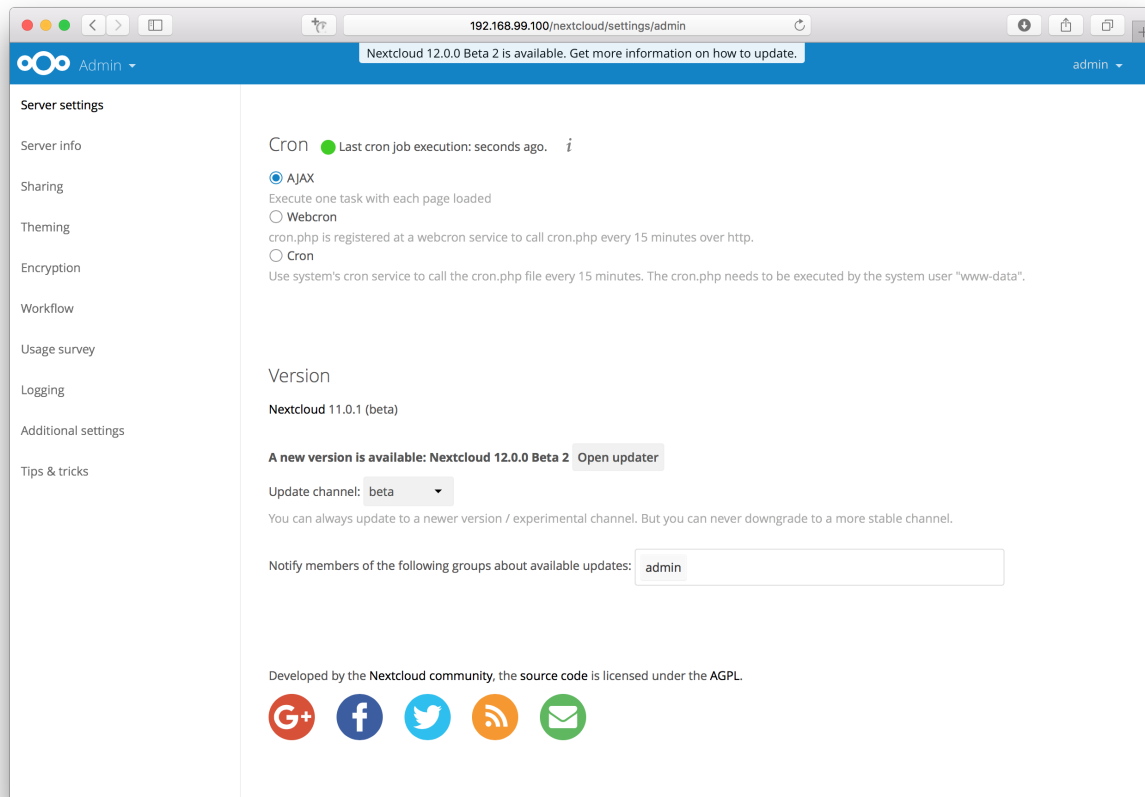 192.168.99.100/nextcloud/settings/admin
Nextcloud 12.0.0 Beta 2 is available. Get more information on how to update.
Admin
admin
Server settings
Server info
Sharing
Theming
Encryption
Workflow
Usage survey
Logging
Additional settings
Tips & tricks
Cron Last cron job execution: seconds ago. i
AJAX
Execute one task with each page loaded
Webcron
cron.php is registered at a webcron service to call cron.php every 15 minutes over http.
Cron
Use system's cron service to call the cron.php file every 15 minutes. The cron.php needs to be executed by the system user "www-data".
Version
Nextcloud 11.0.1 (beta)
A new version is available: Nextcloud 12.0.0 Beta 2 Open updater
Update channel: beta
You can always update to a newer version / experimental channel. But you can never downgrade to a more stable channel.
Notify members of the following groups about available updates: admin
Developed by the Nextcloud community, the source code is licensed under the AGPL.
G+ f